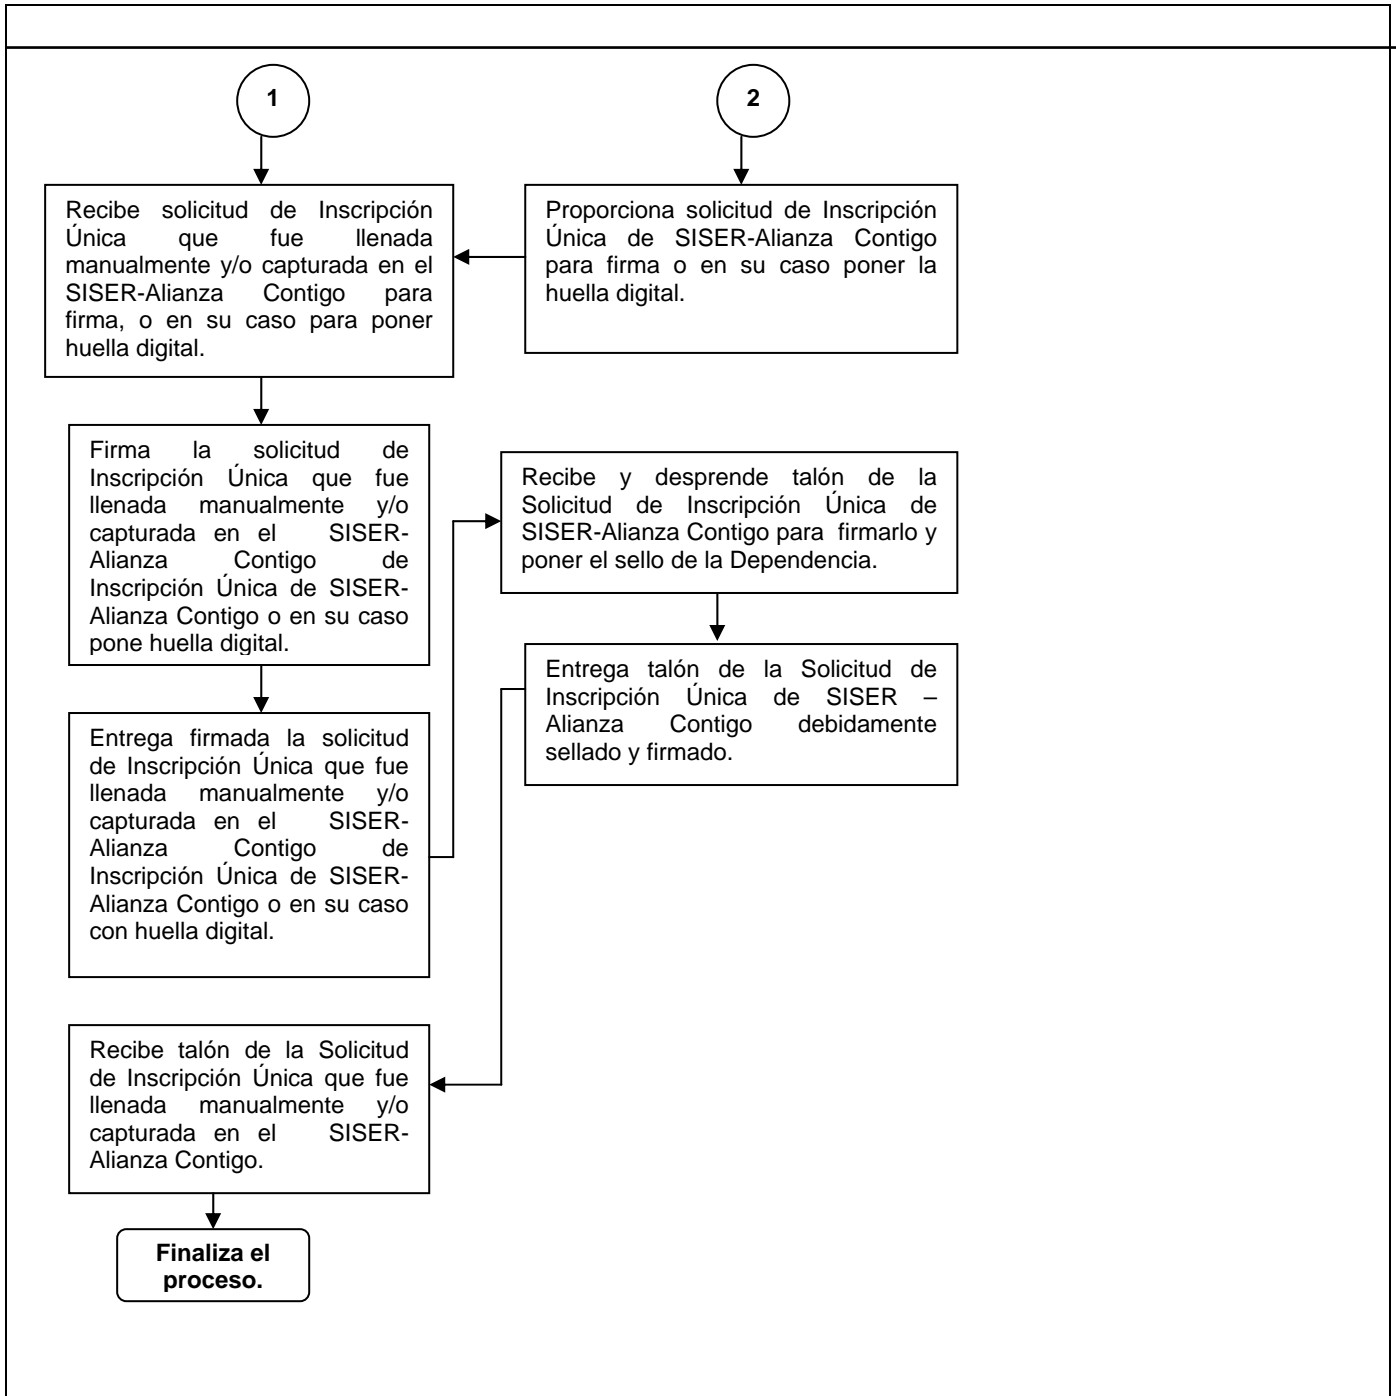 1
2
Recibe solicitud de Inscripción
Única que fue llenada
manualmente y/o capturada en el
SISER-Alianza Contigo para
firma, o en su caso para poner
huella digital.
Proporciona solicitud de Inscripción
Única de SISER-Alianza Contigo
para firma o en su caso poner la
huella digital.
Firma la solicitud de
Inscripción Única que fue
llenada manualmente y/o
capturada en el SISER-
Alianza Contigo de
Inscripción Única de SISER-
Alianza Contigo o en su caso
pone huella digital.
Recibe y desprende talón de la
Solicitud de Inscripción Única de
SISER-Alianza Contigo para firmarlo y
poner el sello de la Dependencia.
Entrega talón de la Solicitud de
Inscripción Única de SISER –
Alianza Contigo debidamente
sellado y firmado.
Entrega firmada la solicitud
de Inscripción Única que fue
llenada manualmente y/o
capturada en el SISER-
Alianza Contigo de
Inscripción Única de SISER-
Alianza Contigo o en su caso
con huella digital.
Recibe talón de la Solicitud
de Inscripción Única que fue
llenada manualmente y/o
capturada en el SISER-
Alianza Contigo.
Finaliza el
proceso.